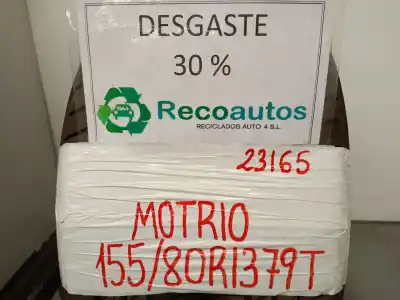 DESGASTE
30 %
Recoautos
RECICLADOS AUTO 4 S.L.
23165
MOTRIO
155/80R1379T